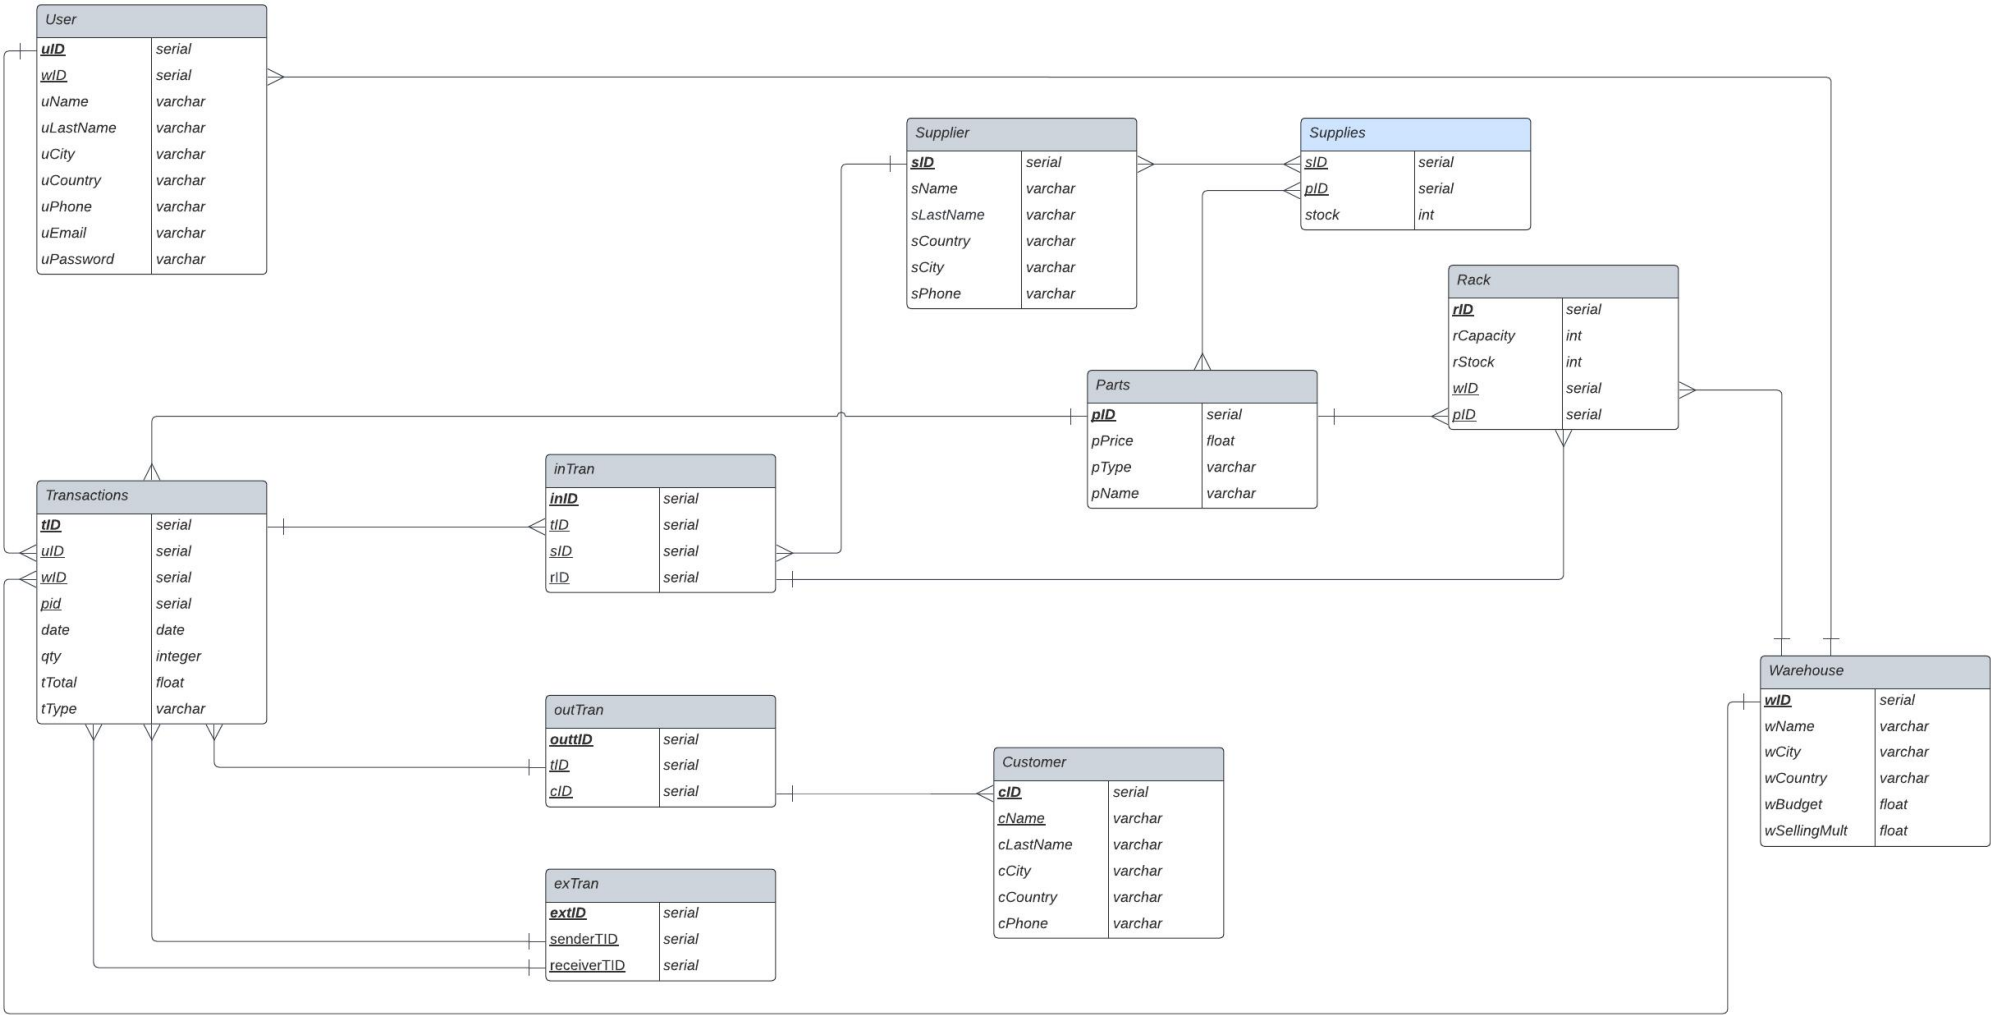 User
uID serial
wID serial
uName varchar
uLastName varchar
uCity varchar
uCountry varchar
uPhone varchar
uEmail varchar
uPassword varchar
Supplier
sID serial
sName varchar
sLastName varchar
sCountry varchar
sCity varchar
sPhone varchar
Supplies
sID serial
pID serial
stock int
Rack
rID serial
rCapacity int
rStock int
wID serial
pID serial
Parts
pID serial
pPrice float
pType varchar
pName varchar
Transactions
tID serial
uID serial
wID serial
pid serial
date date
qty integer
tTotal float
tType varchar
inTran
inID serial
tID serial
sID serial
rID serial
outTran
outtID serial
tID serial
cID serial
Customer
cID serial
cName varchar
cLastName varchar
cCity varchar
cCountry varchar
cPhone varchar
Warehouse
wID serial
wName varchar
wCity varchar
wCountry varchar
wBudget float
wSellingMult float
exTran
extID serial
senderTID serial
receiverTID serial